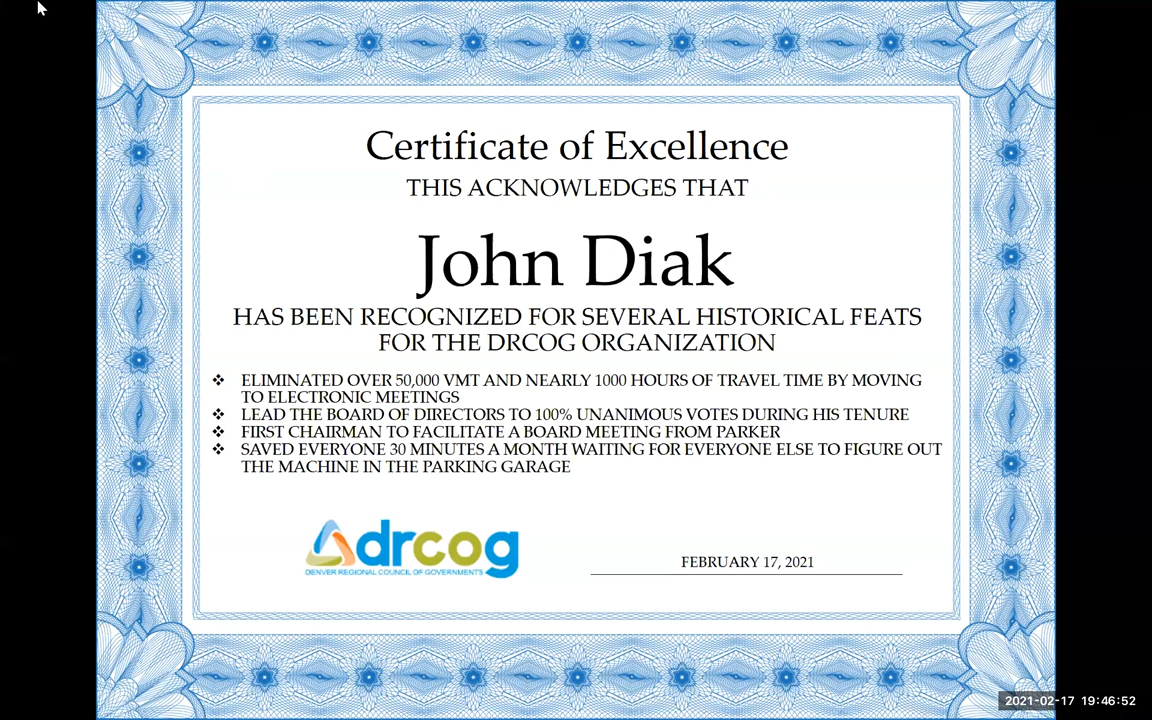 Certificate of Excellence
THIS ACKNOWLEDGES THAT
John Diak
HAS BEEN RECOGNIZED FOR SEVERAL HISTORICAL FEATS
FOR THE DRCOG ORGANIZATION
❖ ELIMINATED OVER 50,000 VMT AND NEARLY 1000 HOURS OF TRAVEL TIME BY MOVING
TO ELECTRONIC MEETINGS
❖ LEAD THE BOARD OF DIRECTORS TO 100% UNANIMOUS VOTES DURING HIS TENURE
❖ FIRST CHAIRMAN TO FACILITATE A BOARD MEETING FROM PARKER
❖ SAVED EVERYONE 30 MINUTES A MONTH WAITING FOR EVERYONE ELSE TO FIGURE OUT
THE MACHINE IN THE PARKING GARAGE
drcog
DENVER REGIONAL COUNCIL OF GOVERNMENTS
FEBRUARY 17, 2021
2021-02-17 19:46:52